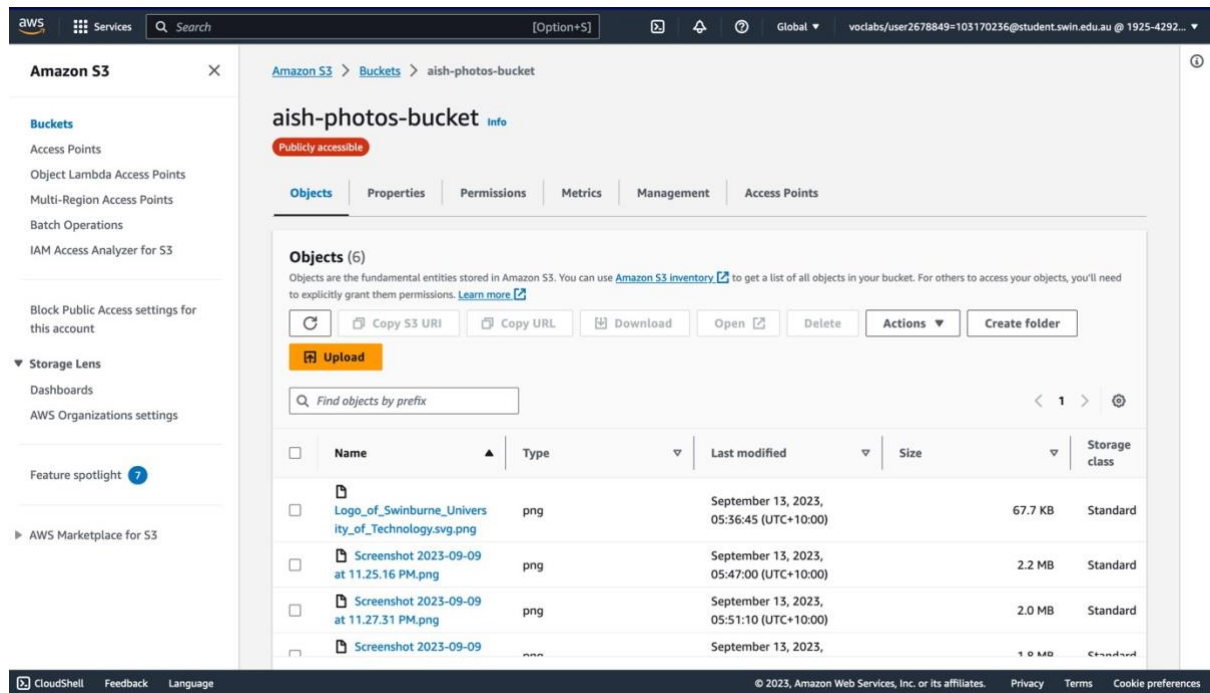 aws
Services
Search
[Option+S]
Global ▼
voclabs/user2678849=103170236@student.swin.edu.au @ 1925-4292... ▼
Amazon S3
Buckets
Access Points
Object Lambda Access Points
Multi-Region Access Points
Batch Operations
IAM Access Analyzer for S3
Block Public Access settings for
this account
▼ Storage Lens
Dashboards
AWS Organizations settings
Feature spotlight 7
AWS Marketplace for S3
Amazon S3 > Buckets > aish-photos-bucket
aish-photos-bucket Info
Publicly accessible
Objects
Properties
Permissions
Metrics
Management
Access Points
Objects (6)
Objects are the fundamental entities stored in Amazon S3. You can use Amazon S3 inventory to get a list of all objects in your bucket. For others to access your objects, you'll need
to explicitly grant them permissions. Learn more
Copy S3 URI
Copy URL
Download
Open
Delete
Actions ▼
Create folder
Upload
Find objects by prefix
< 1 >
Name
Type
Last modified
Size
Storage
class
Logo_of_Swinburne_Univers
ity_of_Technology.svg.png
png
September 13, 2023,
05:36:45 (UTC+10:00)
67.7 KB
Standard
Screenshot 2023-09-09
at 11.25.16 PM.png
png
September 13, 2023,
05:47:00 (UTC+10:00)
2.2 MB
Standard
Screenshot 2023-09-09
at 11.27.31 PM.png
png
September 13, 2023,
05:51:10 (UTC+10:00)
2.0 MB
Standard
Screenshot 2023-09-09
png
September 13, 2023,
1.8 MB
Standard
CloudShell
Feedback
Language
© 2023, Amazon Web Services, Inc. or its affiliates.
Privacy
Terms
Cookie preferences